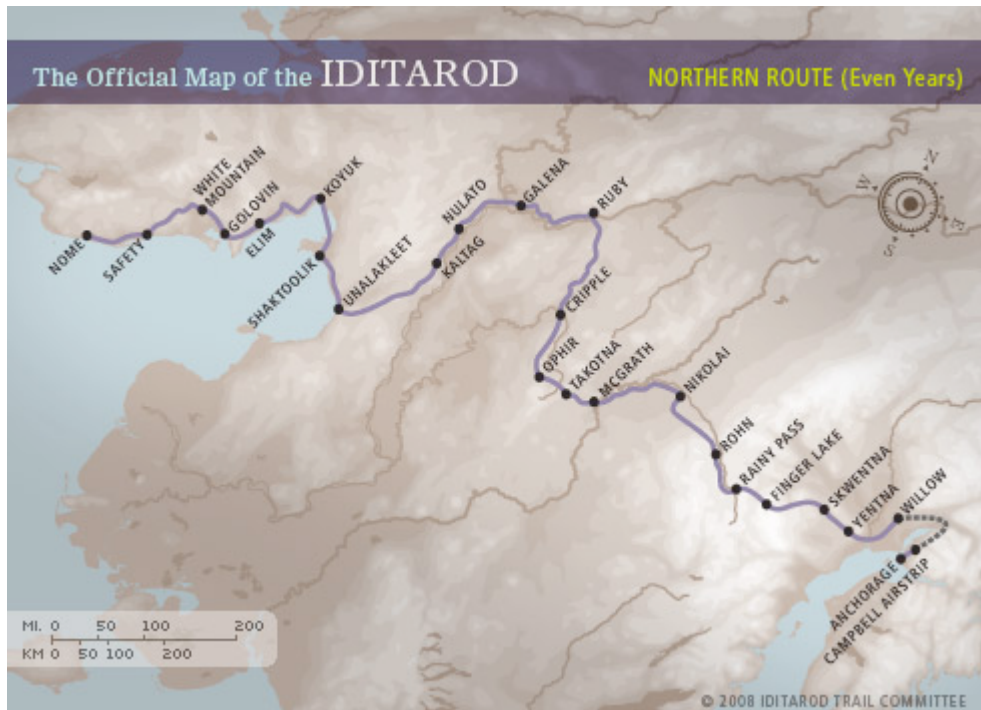 The Official Map of the IDITAROD
NORTHERN ROUTE (Even Years)
N
W
E
S
NOME
SAFETY
WHITE
MOUNTAIN
GOLOVIN
ELIM
KOYUK
SHAKTOOLIK
UNALAKLEET
KALTAG
NULATO
GALENA
RUBY
CRIPPLE
OPHIR
TAKOTNA
MCGRATH
NIKOLAI
ROHN
RAINY PASS
FINGER LAKE
SKWENTNA
YENTNA
WILLOW
ANCHORAGE
CAMPBELL AIRSTRIP
MI. 0 50 100 200
KM 0 50 100 200
© 2008 IDITAROD TRAIL COMMITTEE